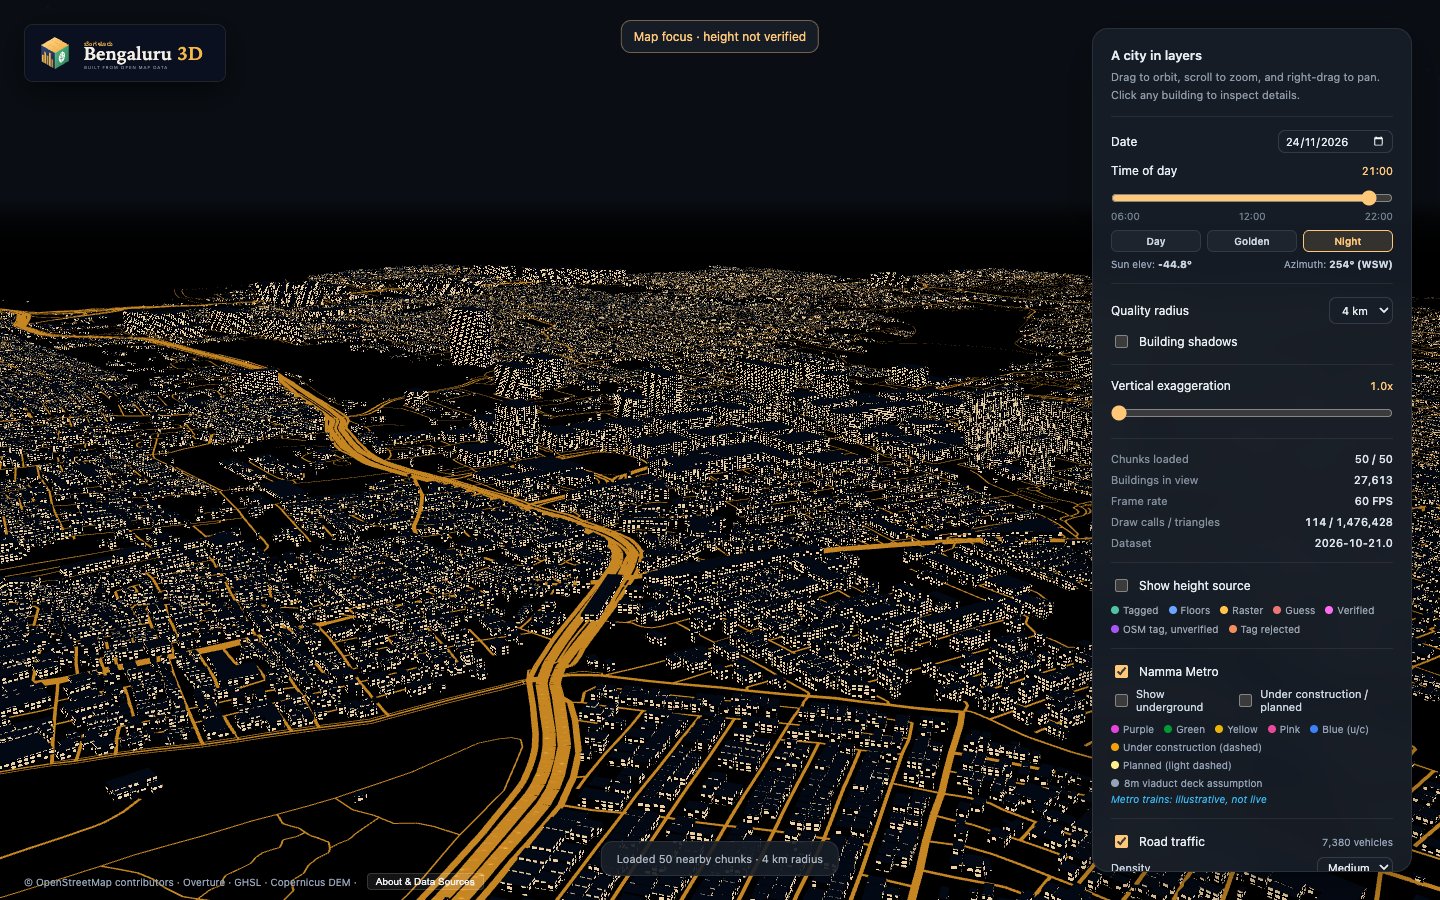 Bengaluru 3D
BUILT FROM OPEN MAP DATA
Map focus · height not verified
A city in layers
Drag to orbit, scroll to zoom, and right-drag to pan.
Click any building to inspect details.
Date 24/11/2026
Time of day 21:00
06:00 12:00 22:00
Day Golden Night
Sun elev: -44.8° Azimuth: 254° (WSW)
Quality radius 4 km
Building shadows
Vertical exaggeration 1.0x
Chunks loaded 50 / 50
Buildings in view 27,613
Frame rate 60 FPS
Draw calls / triangles 114 / 1,476,428
Dataset 2026-10-21.0
Show height source
Tagged Floors Raster Guess Verified
OSM tag, unverified Tag rejected
Namma Metro
Show underground Under construction / planned
Purple Green Yellow Pink Blue (u/c)
Under construction (dashed)
Planned (light dashed)
8m viaduct deck assumption
Metro trains: illustrative, not live
Road traffic 7,380 vehicles
Density Medium
Loaded 50 nearby chunks · 4 km radius
© OpenStreetMap contributors · Overture · GHSL · Copernicus DEM · About & Data Sources